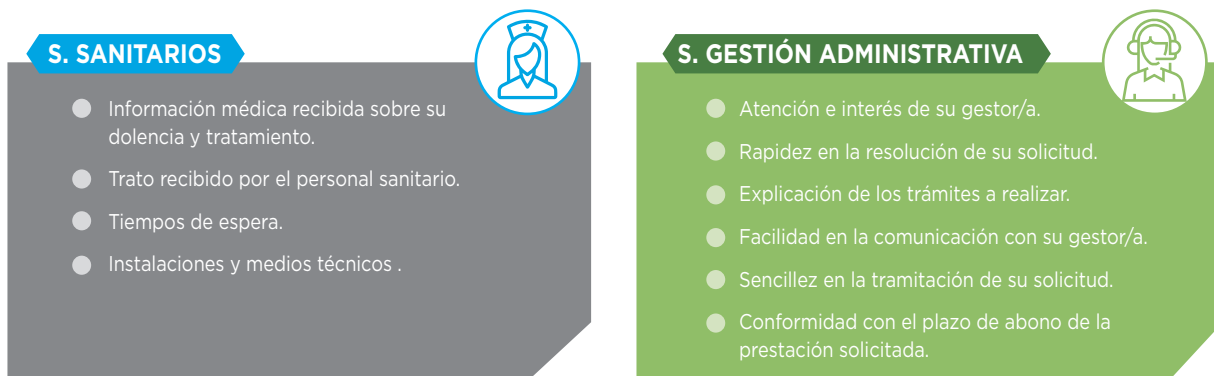 S. SANITARIOS
Información médica recibida sobre su
dolencia y tratamiento.
Trato recibido por el personal sanitario.
Tiempos de espera.
Instalaciones y medios técnicos .
S. GESTIÓN ADMINISTRATIVA
Atención e interés de su gestor/a.
Rapidez en la resolución de su solicitud.
Explicación de los trámites a realizar.
Facilidad en la comunicación con su gestor/a.
Sencillez en la tramitación de su solicitud.
Conformidad con el plazo de abono de la
prestación solicitada.